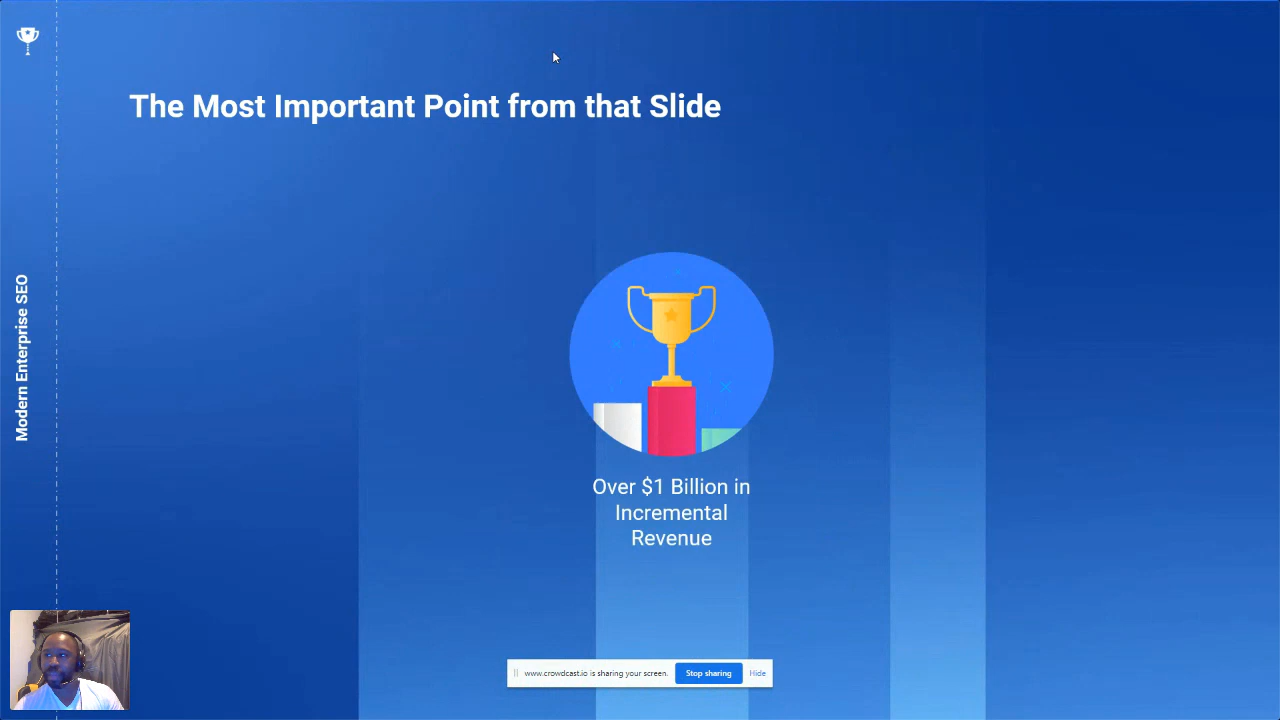 The Most Important Point from that Slide
Modern Enterprise SEO
Over $1 Billion in
Incremental
Revenue
www.crowdcast.io is sharing your screen.
Stop sharing
Hide